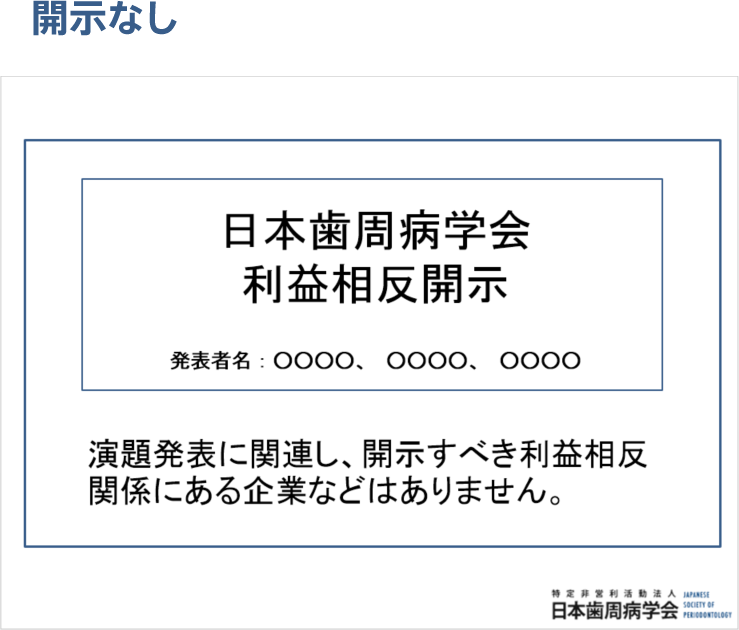 開示なし
日本歯周病学会
利益相反開示
発表者名:〇〇〇〇、 〇〇〇〇、 〇〇〇〇
演題発表に関連し、開示すべき利益相反
関係にある企業などはありません。
特定非営利活動法人
日本歯周病学会
JAPANESE
SOCIETY OF
PERIODONTOLOGY